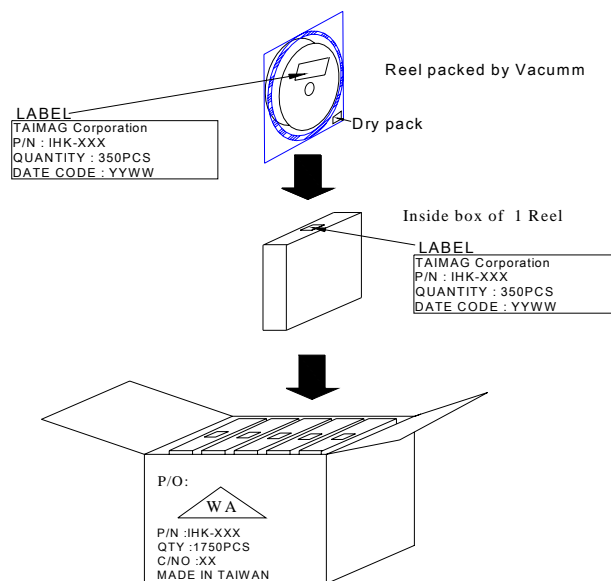 Reel packed by Vacumm
LABEL
TAIMAG Corporation
P/N : IHK-XXX
QUANTITY : 350PCS
DATE CODE : YYWW
Dry pack
Inside box of 1 Reel
LABEL
TAIMAG Corporation
P/N : IHK-XXX
QUANTITY : 350PCS
DATE CODE : YYWW
P/O:
WA
P/N :IHK-XXX
QTY :1750PCS
C/NO :XX
MADE IN TAIWAN